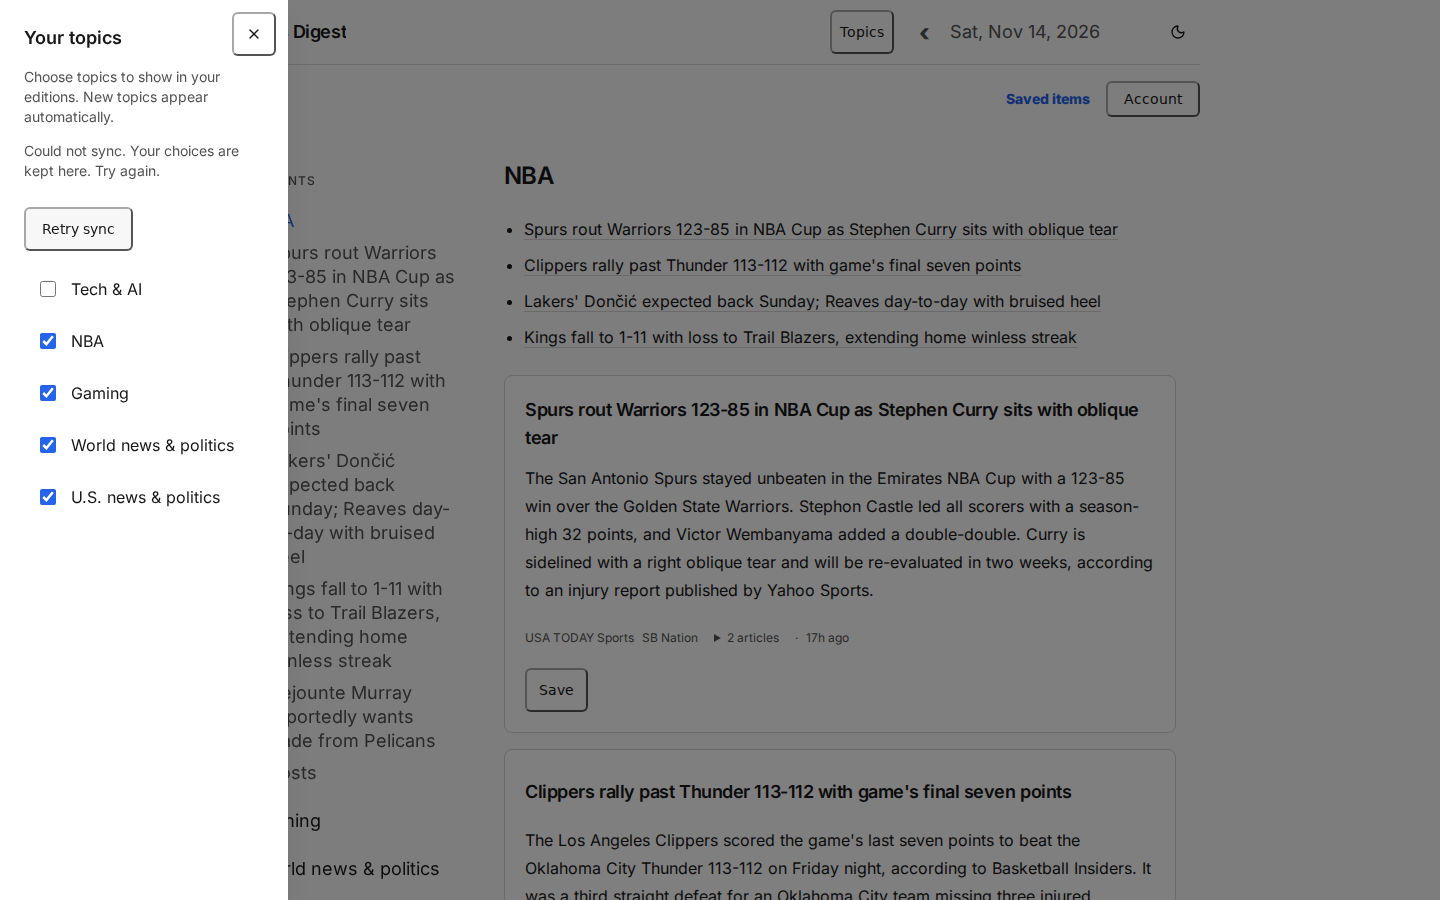 Your topics
Choose topics to show in your
editions. New topics appear
automatically.
Could not sync. Your choices are
kept here. Try again.
Retry sync
Tech & AI
NBA
Gaming
World news & politics
U.S. news & politics
Digest
Topics
Sat, Nov 14, 2026
Saved items
Account
NBA
Spurs rout Warriors 123-85 in NBA Cup as Stephen Curry sits with oblique tear
Clippers rally past Thunder 113-112 with game's final seven points
Lakers' Dončić expected back Sunday; Reaves day-to-day with bruised heel
Kings fall to 1-11 with loss to Trail Blazers, extending home winless streak
NTS
A
urs rout Warriors
3-85 in NBA Cup as
ephen Curry sits
th oblique tear
ppers rally past
under 113-112 with
me's final seven
ints
kers' Dončić
pected back
nday; Reaves day-
-day with bruised
el
ngs fall to 1-11 with
ss to Trail Blazers,
tending home
nless streak
ejounte Murray
portedly wants
de from Pelicans
osts
ning
rld news & politics
Spurs rout Warriors 123-85 in NBA Cup as Stephen Curry sits with oblique
tear
The San Antonio Spurs stayed unbeaten in the Emirates NBA Cup with a 123-85
win over the Golden State Warriors. Stephon Castle led all scorers with a season-
high 32 points, and Victor Wembanyama added a double-double. Curry is
sidelined with a right oblique tear and will be re-evaluated in two weeks, according
to an injury report published by Yahoo Sports.
USA TODAY Sports SB Nation 2 articles · 17h ago
Save
Clippers rally past Thunder 113-112 with game's final seven points
The Los Angeles Clippers scored the game's last seven points to beat the
Oklahoma City Thunder 113-112 on Friday night, according to Basketball Insiders. It
was a third straight defeat for an Oklahoma City team missing three injured